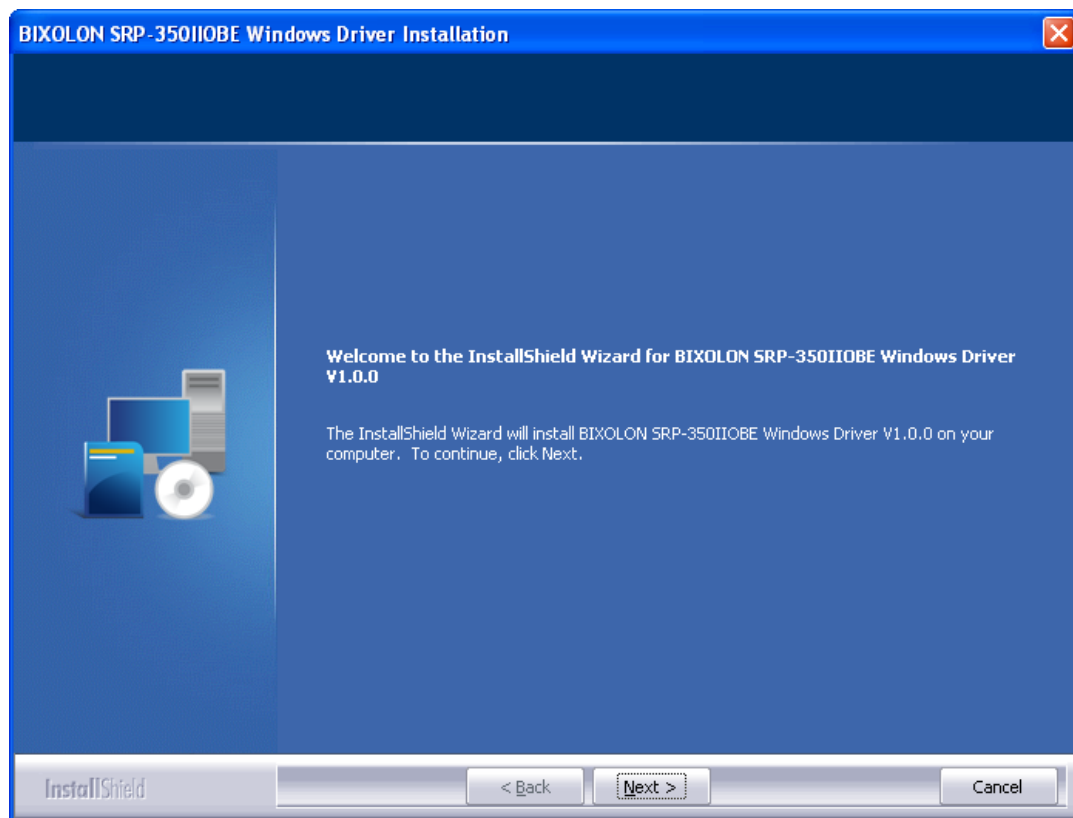 BIXOLON SRP-350IIOBE Windows Driver Installation
Welcome to the InstallShield Wizard for BIXOLON SRP-350IIOBE Windows Driver
V1.0.0
The InstallShield Wizard will install BIXOLON SRP-350IIOBE Windows Driver V1.0.0 on your
computer. To continue, click Next.
InstallShield
< Back
Next >
Cancel